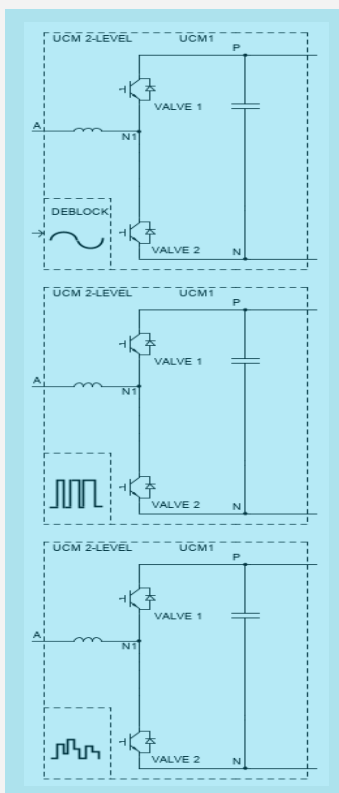 UCM 2-LEVEL UCM1
P
VALVE 1
A
N1
DEBLOCK
VALVE 2
N
UCM 2-LEVEL UCM1
P
VALVE 1
A
N1
VALVE 2
N
UCM 2-LEVEL UCM1
P
VALVE 1
A
N1
VALVE 2
N